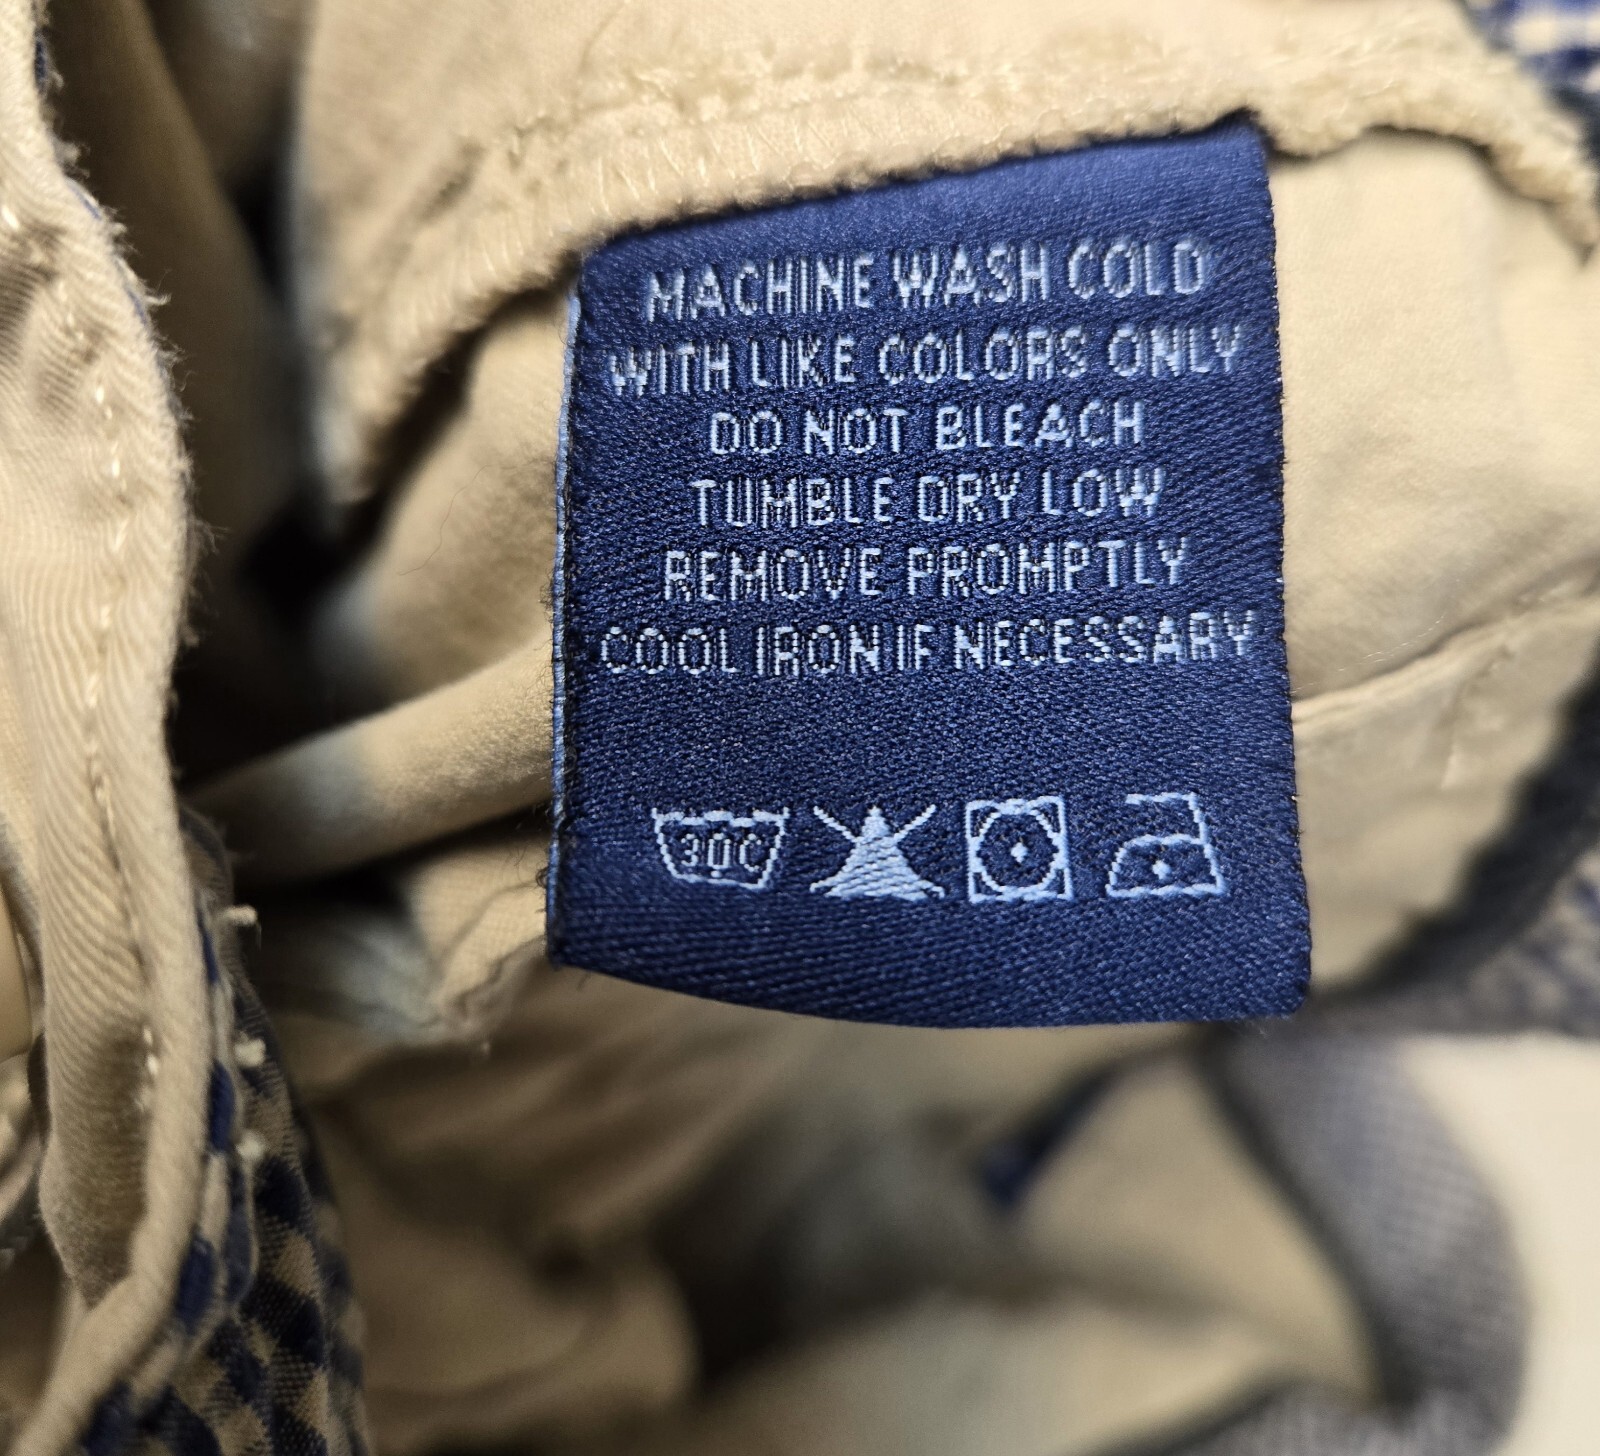 MACHINE WASH COLD
WITH LIKE COLORS ONLY
DO NOT BLEACH
TUMBLE DRY LOW
REMOVE PROMPTLY
COOL IRON IF NECESSARY
30C